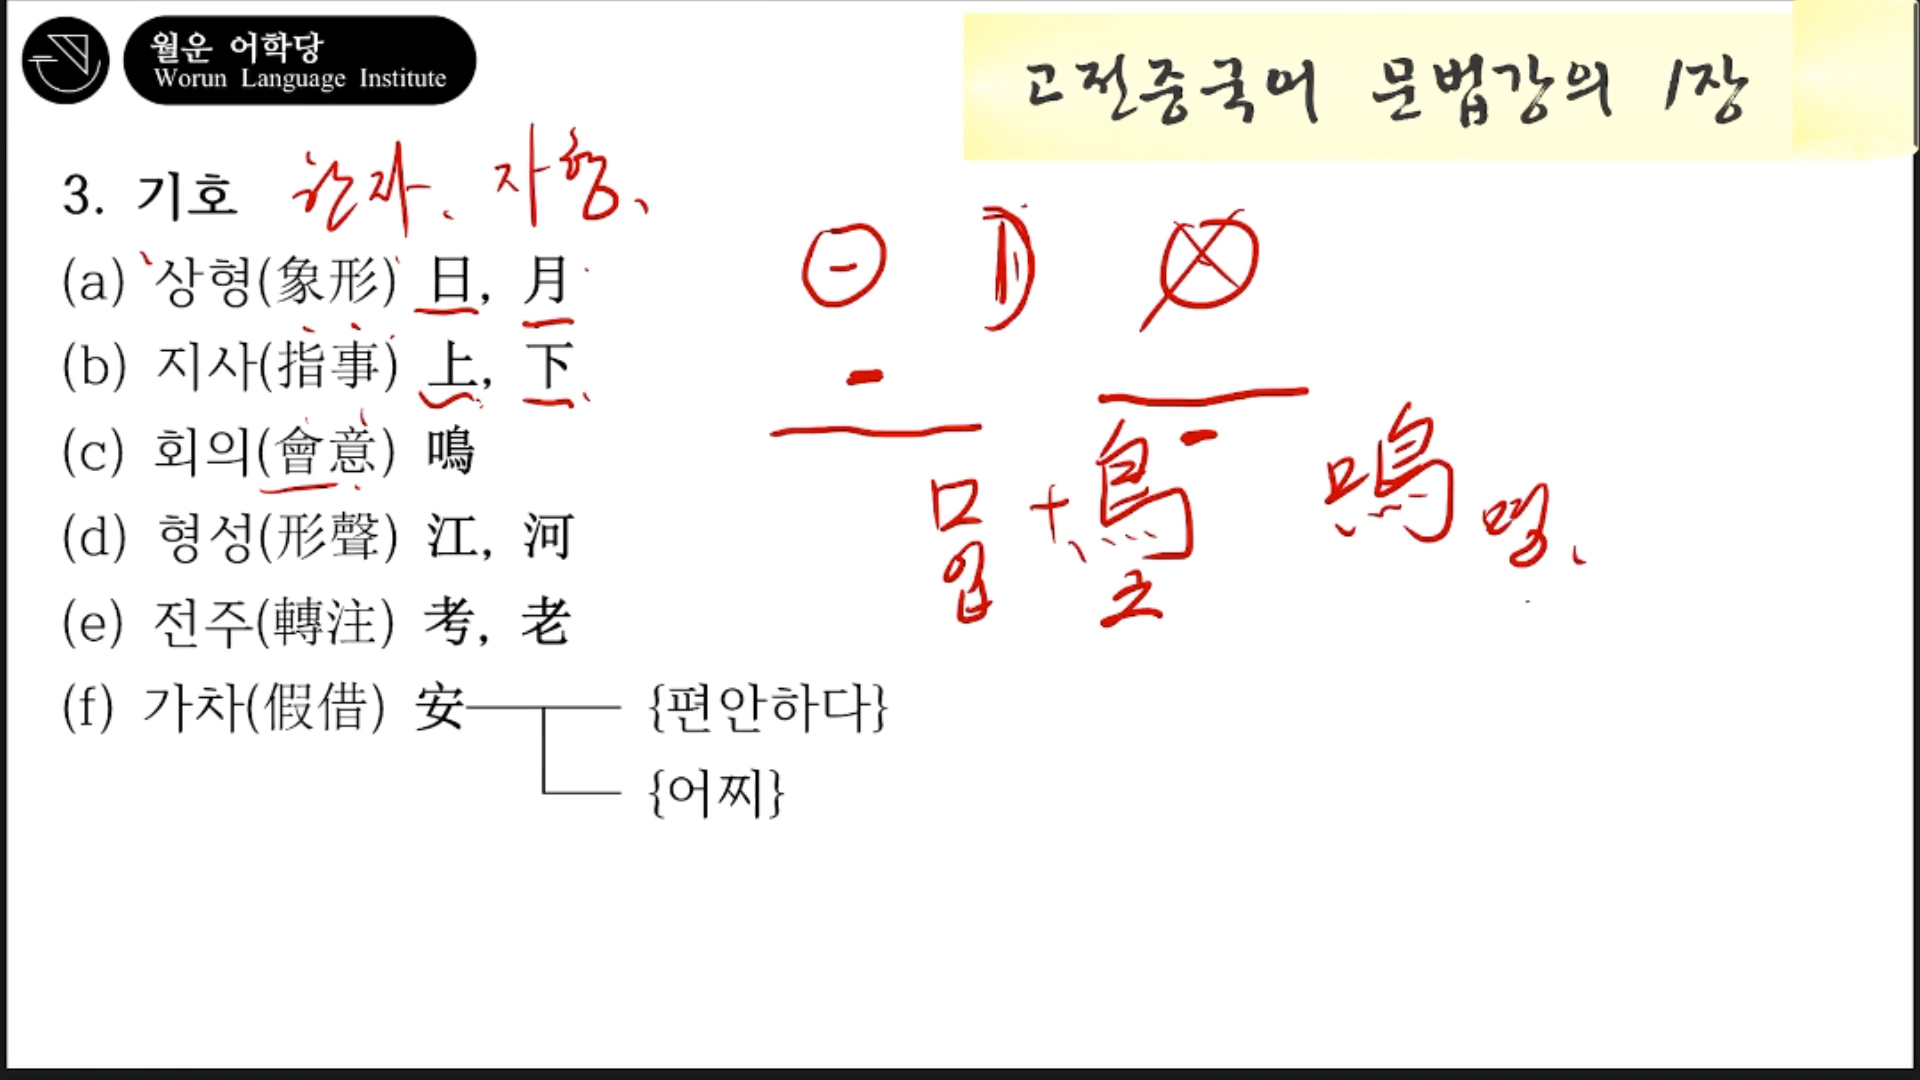 월운 어학당
Worun Language Institute
고전중국어 문법강의 1장
3. 기호 한자, 자형,
(a) 상형(象形) 日, 月
(b) 지사(指事) 上, 下
(c) 회의(會意) 鳴
口 + 鳥 鳴 명,
입 조
(d) 형성(形聲) 江, 河
(e) 전주(轉注) 考, 老
(f) 가차(假借) 安 {편안하다}
{어찌}